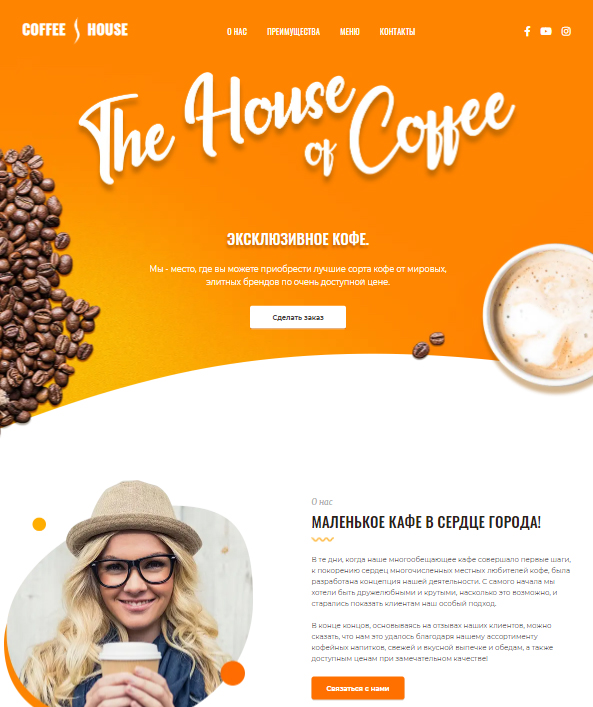 COFFEE HOUSE
О НАС ПРЕИМУЩЕСТВА МЕНЮ КОНТАКТЫ
The House of Coffee
ЭКСКЛЮЗИВНОЕ КОФЕ.
Мы - место, где вы можете приобрести лучшие сорта кофе от мировых,
элитных брендов по очень доступной цене.
Сделать заказ
О нас
МАЛЕНЬКОЕ КАФЕ В СЕРДЦЕ ГОРОДА!
В те дни, когда наше многообещающее кафе совершало первые шаги,
к покорению сердец многочисленных местных любителей кофе, была
разработана концепция нашей деятельности. С самого начала мы
хотели быть дружелюбными и крутыми, насколько это возможно, и
старались показать клиентам наш особый подход.
В конце концов, основываясь на отзывах наших клиентов, можно
сказать, что нам это удалось благодаря нашему ассортименту
кофейных напитков, свежей и вкусной выпечке и обедам, а также
доступным ценам при замечательном качестве!
Связаться с нами